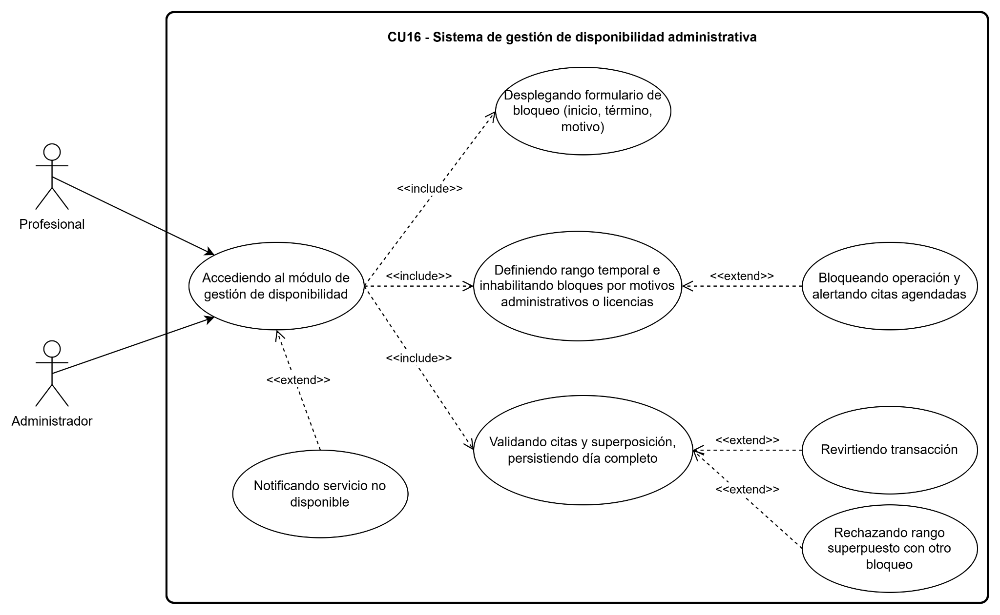 CU16 - Sistema de gestión de disponibilidad administrativa
Desplegando formulario de
bloqueo (inicio, término,
motivo)
<<include>>
Profesional
Accediendo al módulo de
gestión de disponibilidad
<<include>>
Definiendo rango temporal e
inhabilitando bloques por motivos
administrativos o licencias
<<extend>>
Bloqueando operación y
alertando citas agendadas
<<include>>
<<extend>>
Administrador
Validando citas y superposición,
persistiendo día completo
<<extend>>
Revirtiendo transacción
Notificando servicio no
disponible
<<extend>>
Rechazando rango
superpuesto con otro
bloqueo